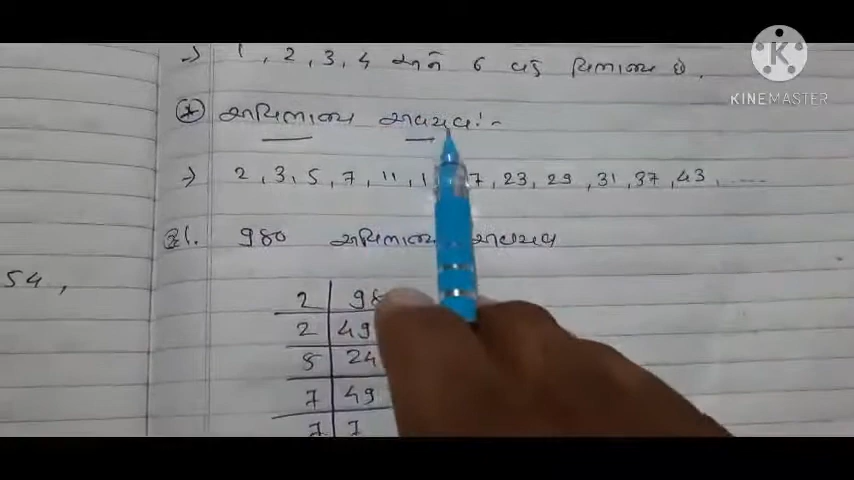 → 1, 2, 3, 4 અને 6 વડે વિભાજ્ય છે.
KINEMASTER
* અવિભાજ્ય અવયવ :-
→ 2, 3, 5, 7, 11, 1 7, 23, 29, 31, 37, 43, ....
દા. 980 અવિભાજ્ય અવયવ
54,
2 | 98
2 | 49
5 | 24
7 | 49
7 | 7